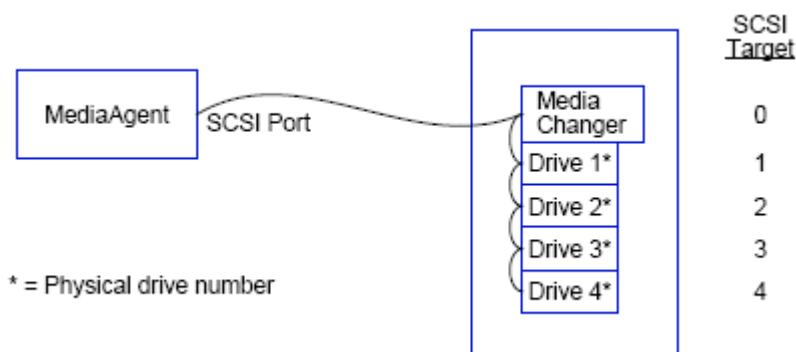 SCSI
Target
MediaAgent
SCSI Port
Media
Changer
0
Drive 1*
1
Drive 2*
2
Drive 3*
3
Drive 4*
4
* = Physical drive number